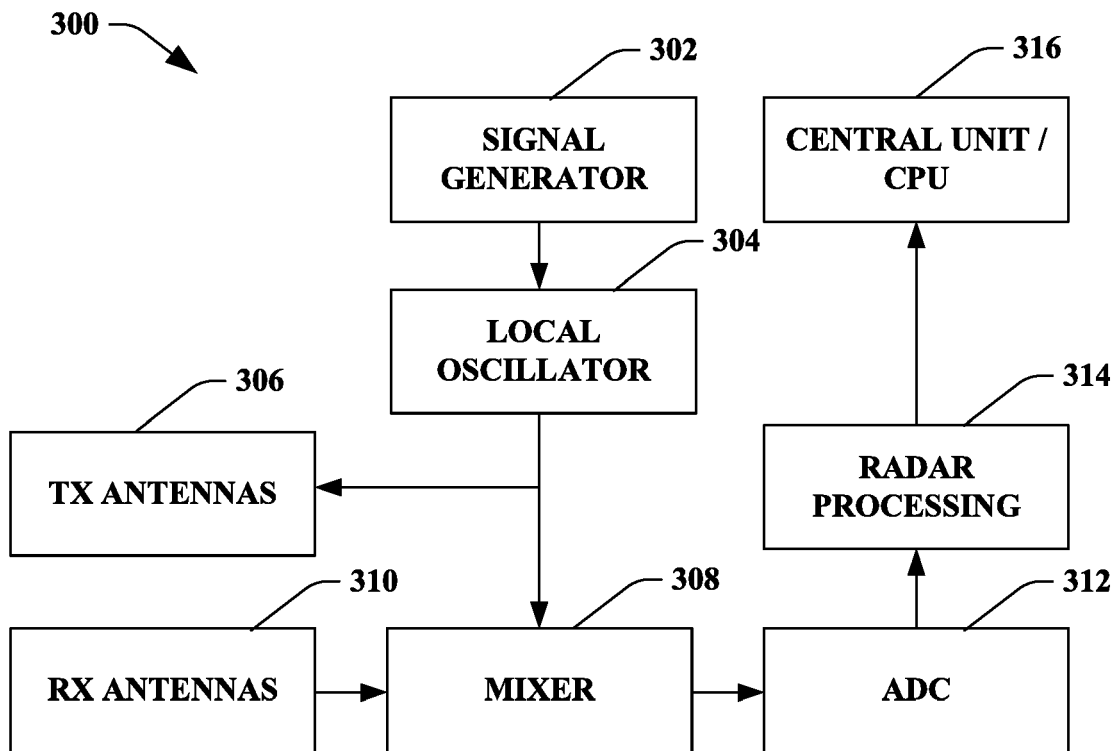 300
302
316
SIGNAL
GENERATOR
CENTRAL UNIT /
CPU
304
LOCAL
OSCILLATOR
306
314
TX ANTENNAS
RADAR
PROCESSING
310
308
312
RX ANTENNAS
MIXER
ADC